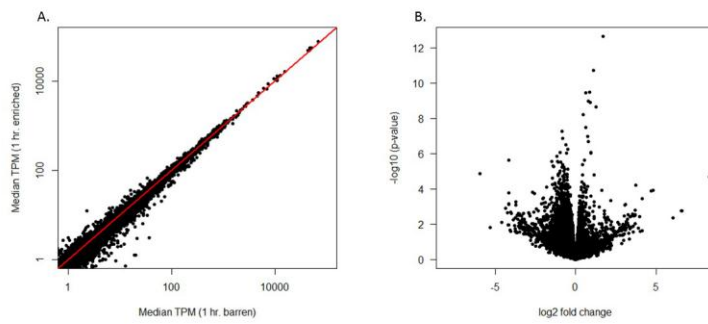 A.
Median TPM (1 hr. enriched)
10000
100
1
1
100
10000
Median TPM (1 hr. barren)
B.
-log10 (p-value)
12
10
8
6
4
2
0
-5
0
5
log2 fold change